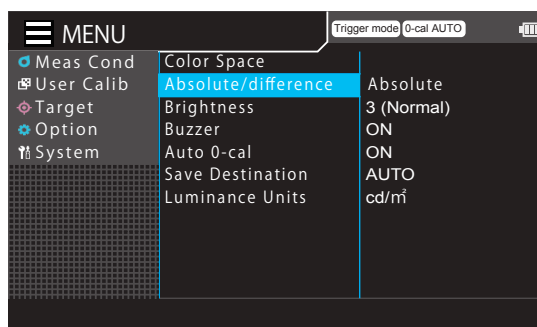 MENU
Trigger mode 0-cal AUTO
Meas Cond
User Calib
Target
Option
System
Color Space
Absolute/difference Absolute
Brightness 3 (Normal)
Buzzer ON
Auto 0-cal ON
Save Destination AUTO
Luminance Units cd/㎡